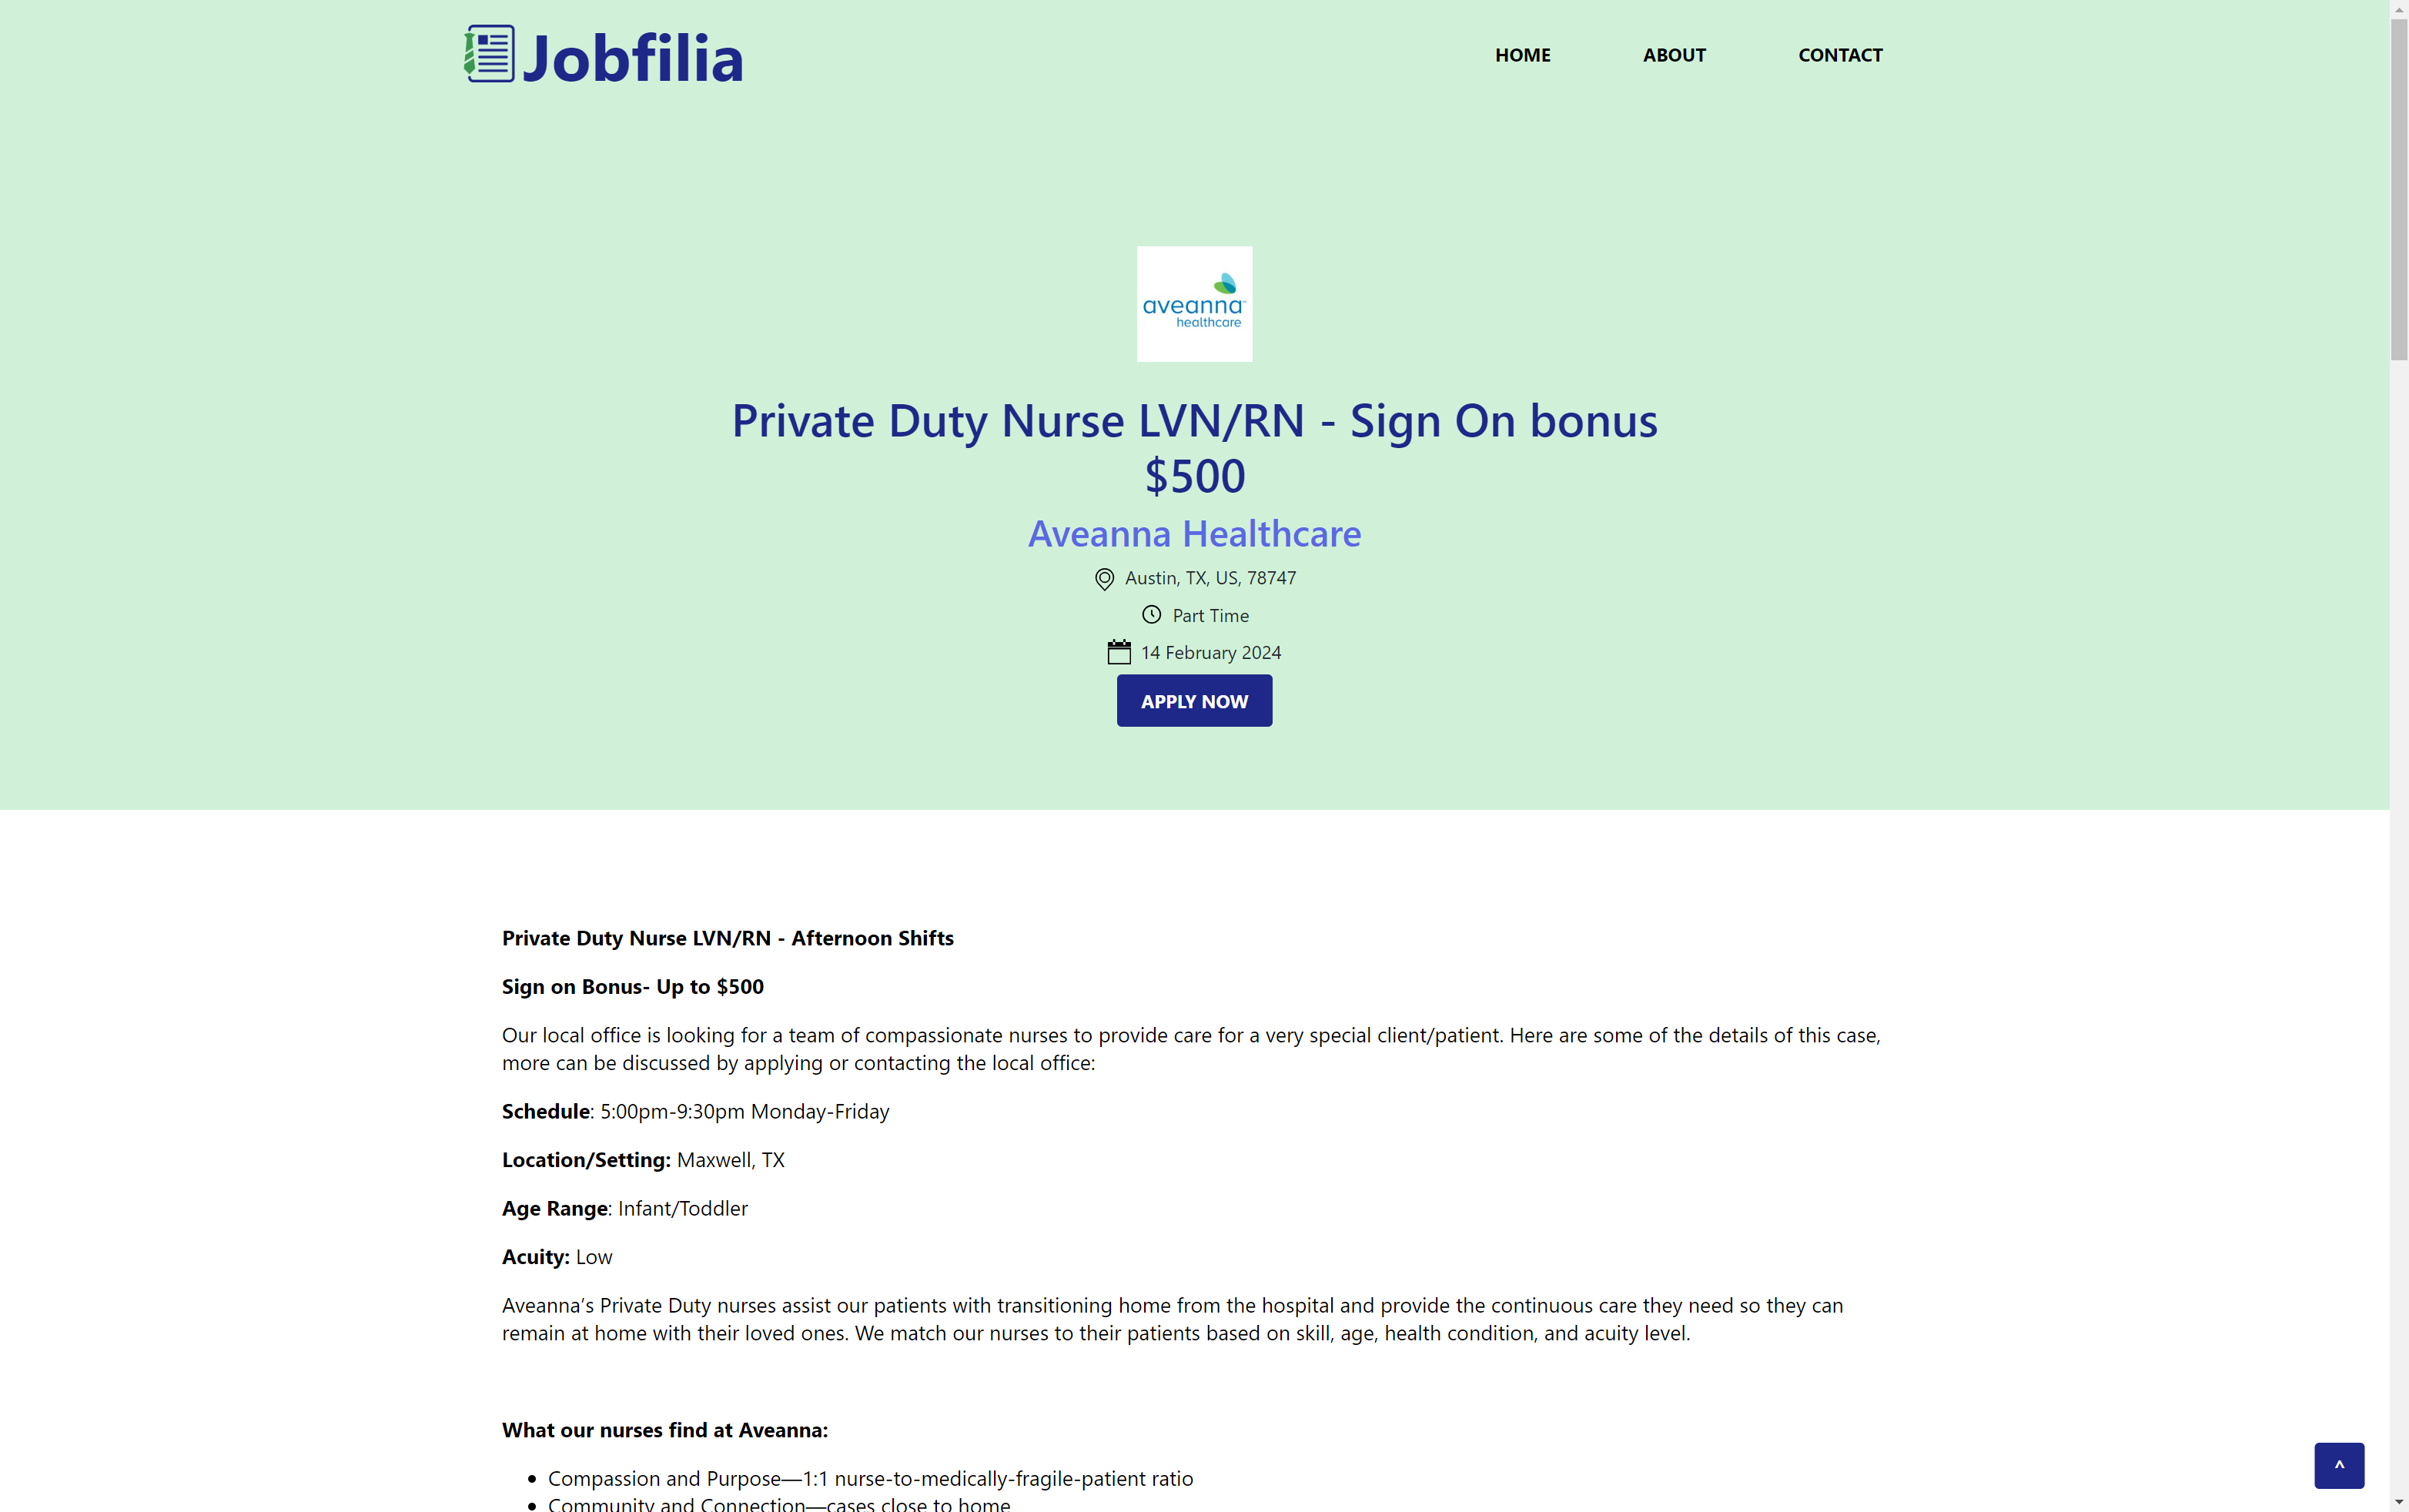 Jobfilia
HOME
ABOUT
CONTACT
aveanna
healthcare
Private Duty Nurse LVN/RN - Sign On bonus
$500
Aveanna Healthcare
Austin, TX, US, 78747
Part Time
14 February 2024
APPLY NOW
Private Duty Nurse LVN/RN - Afternoon Shifts
Sign on Bonus- Up to $500
Our local office is looking for a team of compassionate nurses to provide care for a very special client/patient. Here are some of the details of this case,
more can be discussed by applying or contacting the local office:
Schedule: 5:00pm-9:30pm Monday-Friday
Location/Setting: Maxwell, TX
Age Range: Infant/Toddler
Acuity: Low
Aveanna’s Private Duty nurses assist our patients with transitioning home from the hospital and provide the continuous care they need so they can
remain at home with their loved ones. We match our nurses to their patients based on skill, age, health condition, and acuity level.
What our nurses find at Aveanna:
• Compassion and Purpose—1:1 nurse-to-medically-fragile-patient ratio
• Community and Connection—cases close to home
^